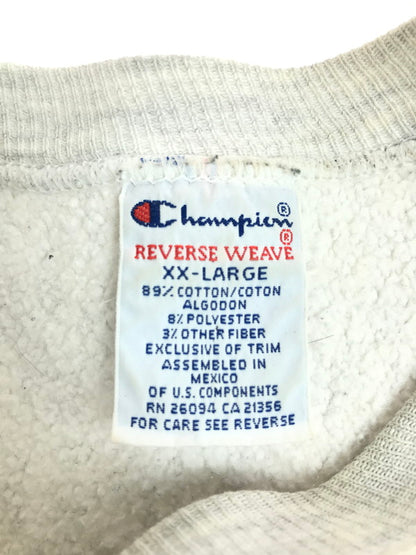 Champion®
REVERSE WEAVE®
XX-LARGE
89% COTTON/COTON
ALGODON
8% POLYESTER
3% OTHER FIBER
EXCLUSIVE OF TRIM
ASSEMBLED IN
MEXICO
OF U.S. COMPONENTS
RN 26094 CA 21356
FOR CARE SEE REVERSE